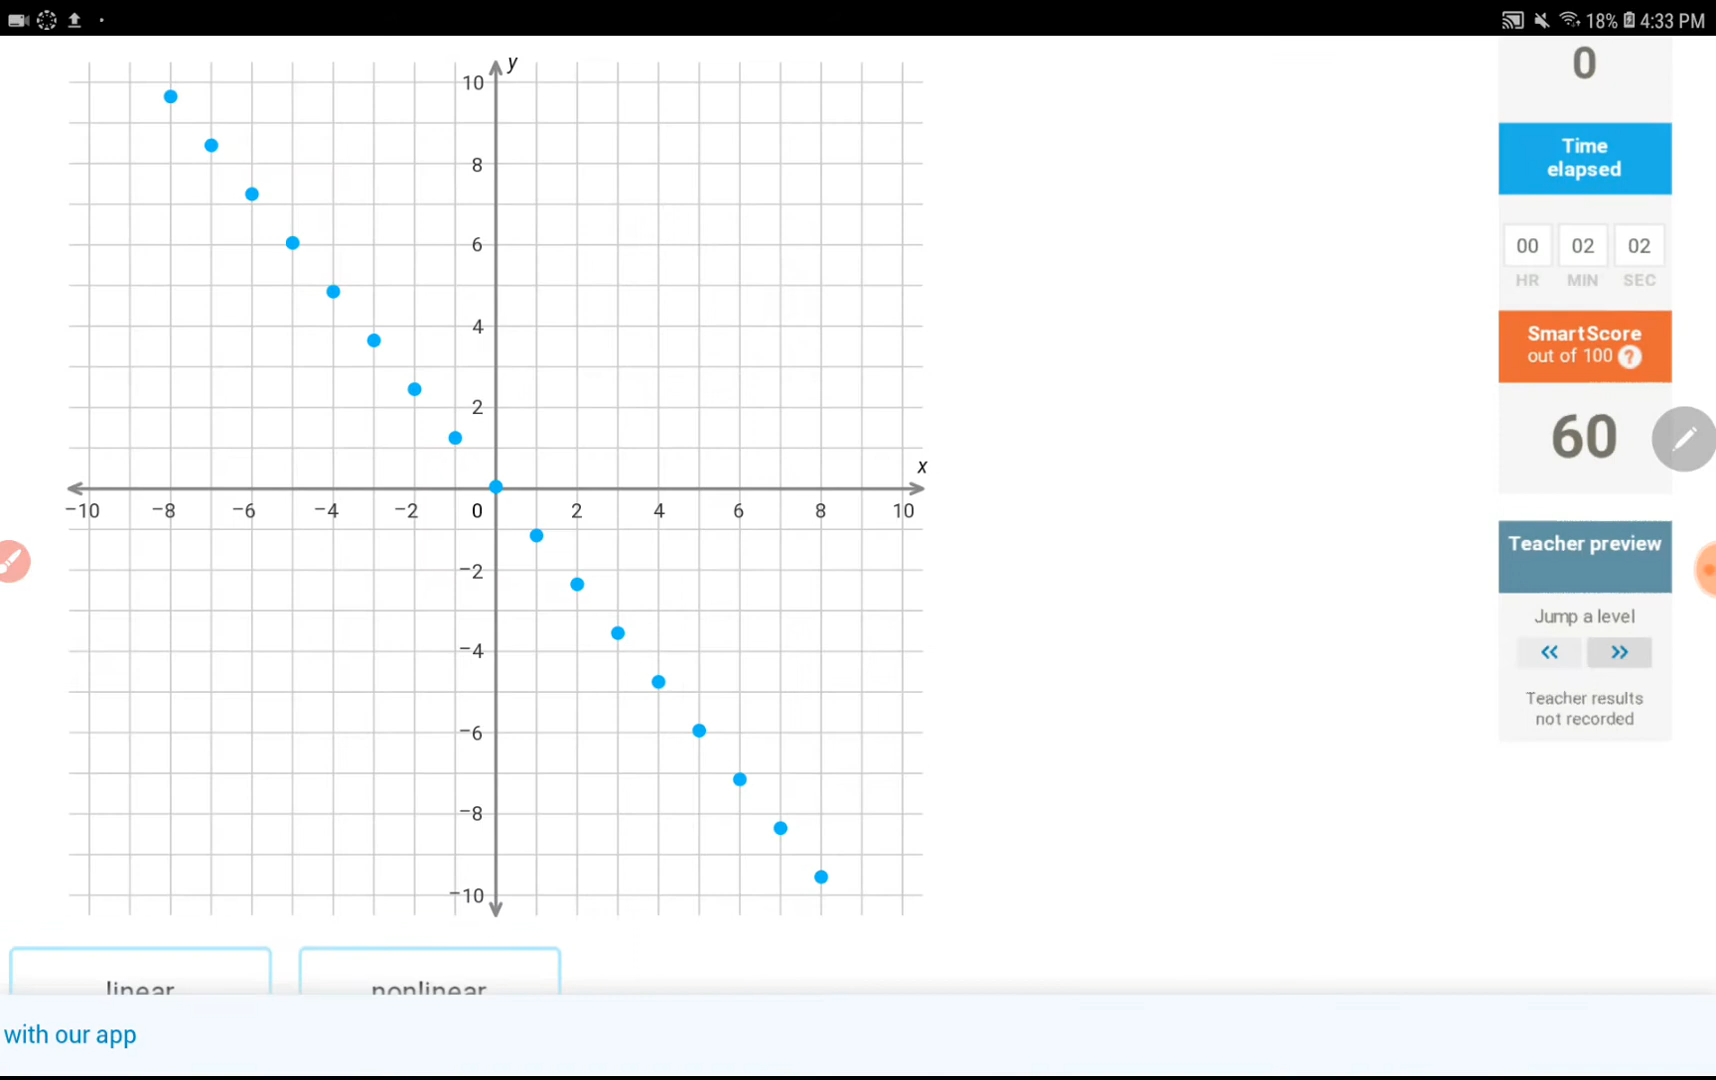 18% 4:33 PM
0
Time
elapsed
00 02 02
HR MIN SEC
SmartScore
out of 100 ?
60
Teacher preview
Jump a level
« »
Teacher results
not recorded
y
10
8
6
4
2
x
−10 −8 −6 −4 −2 0 2 4 6 8 10
−2
−4
−6
−8
−10
linear nonlinear
with our app